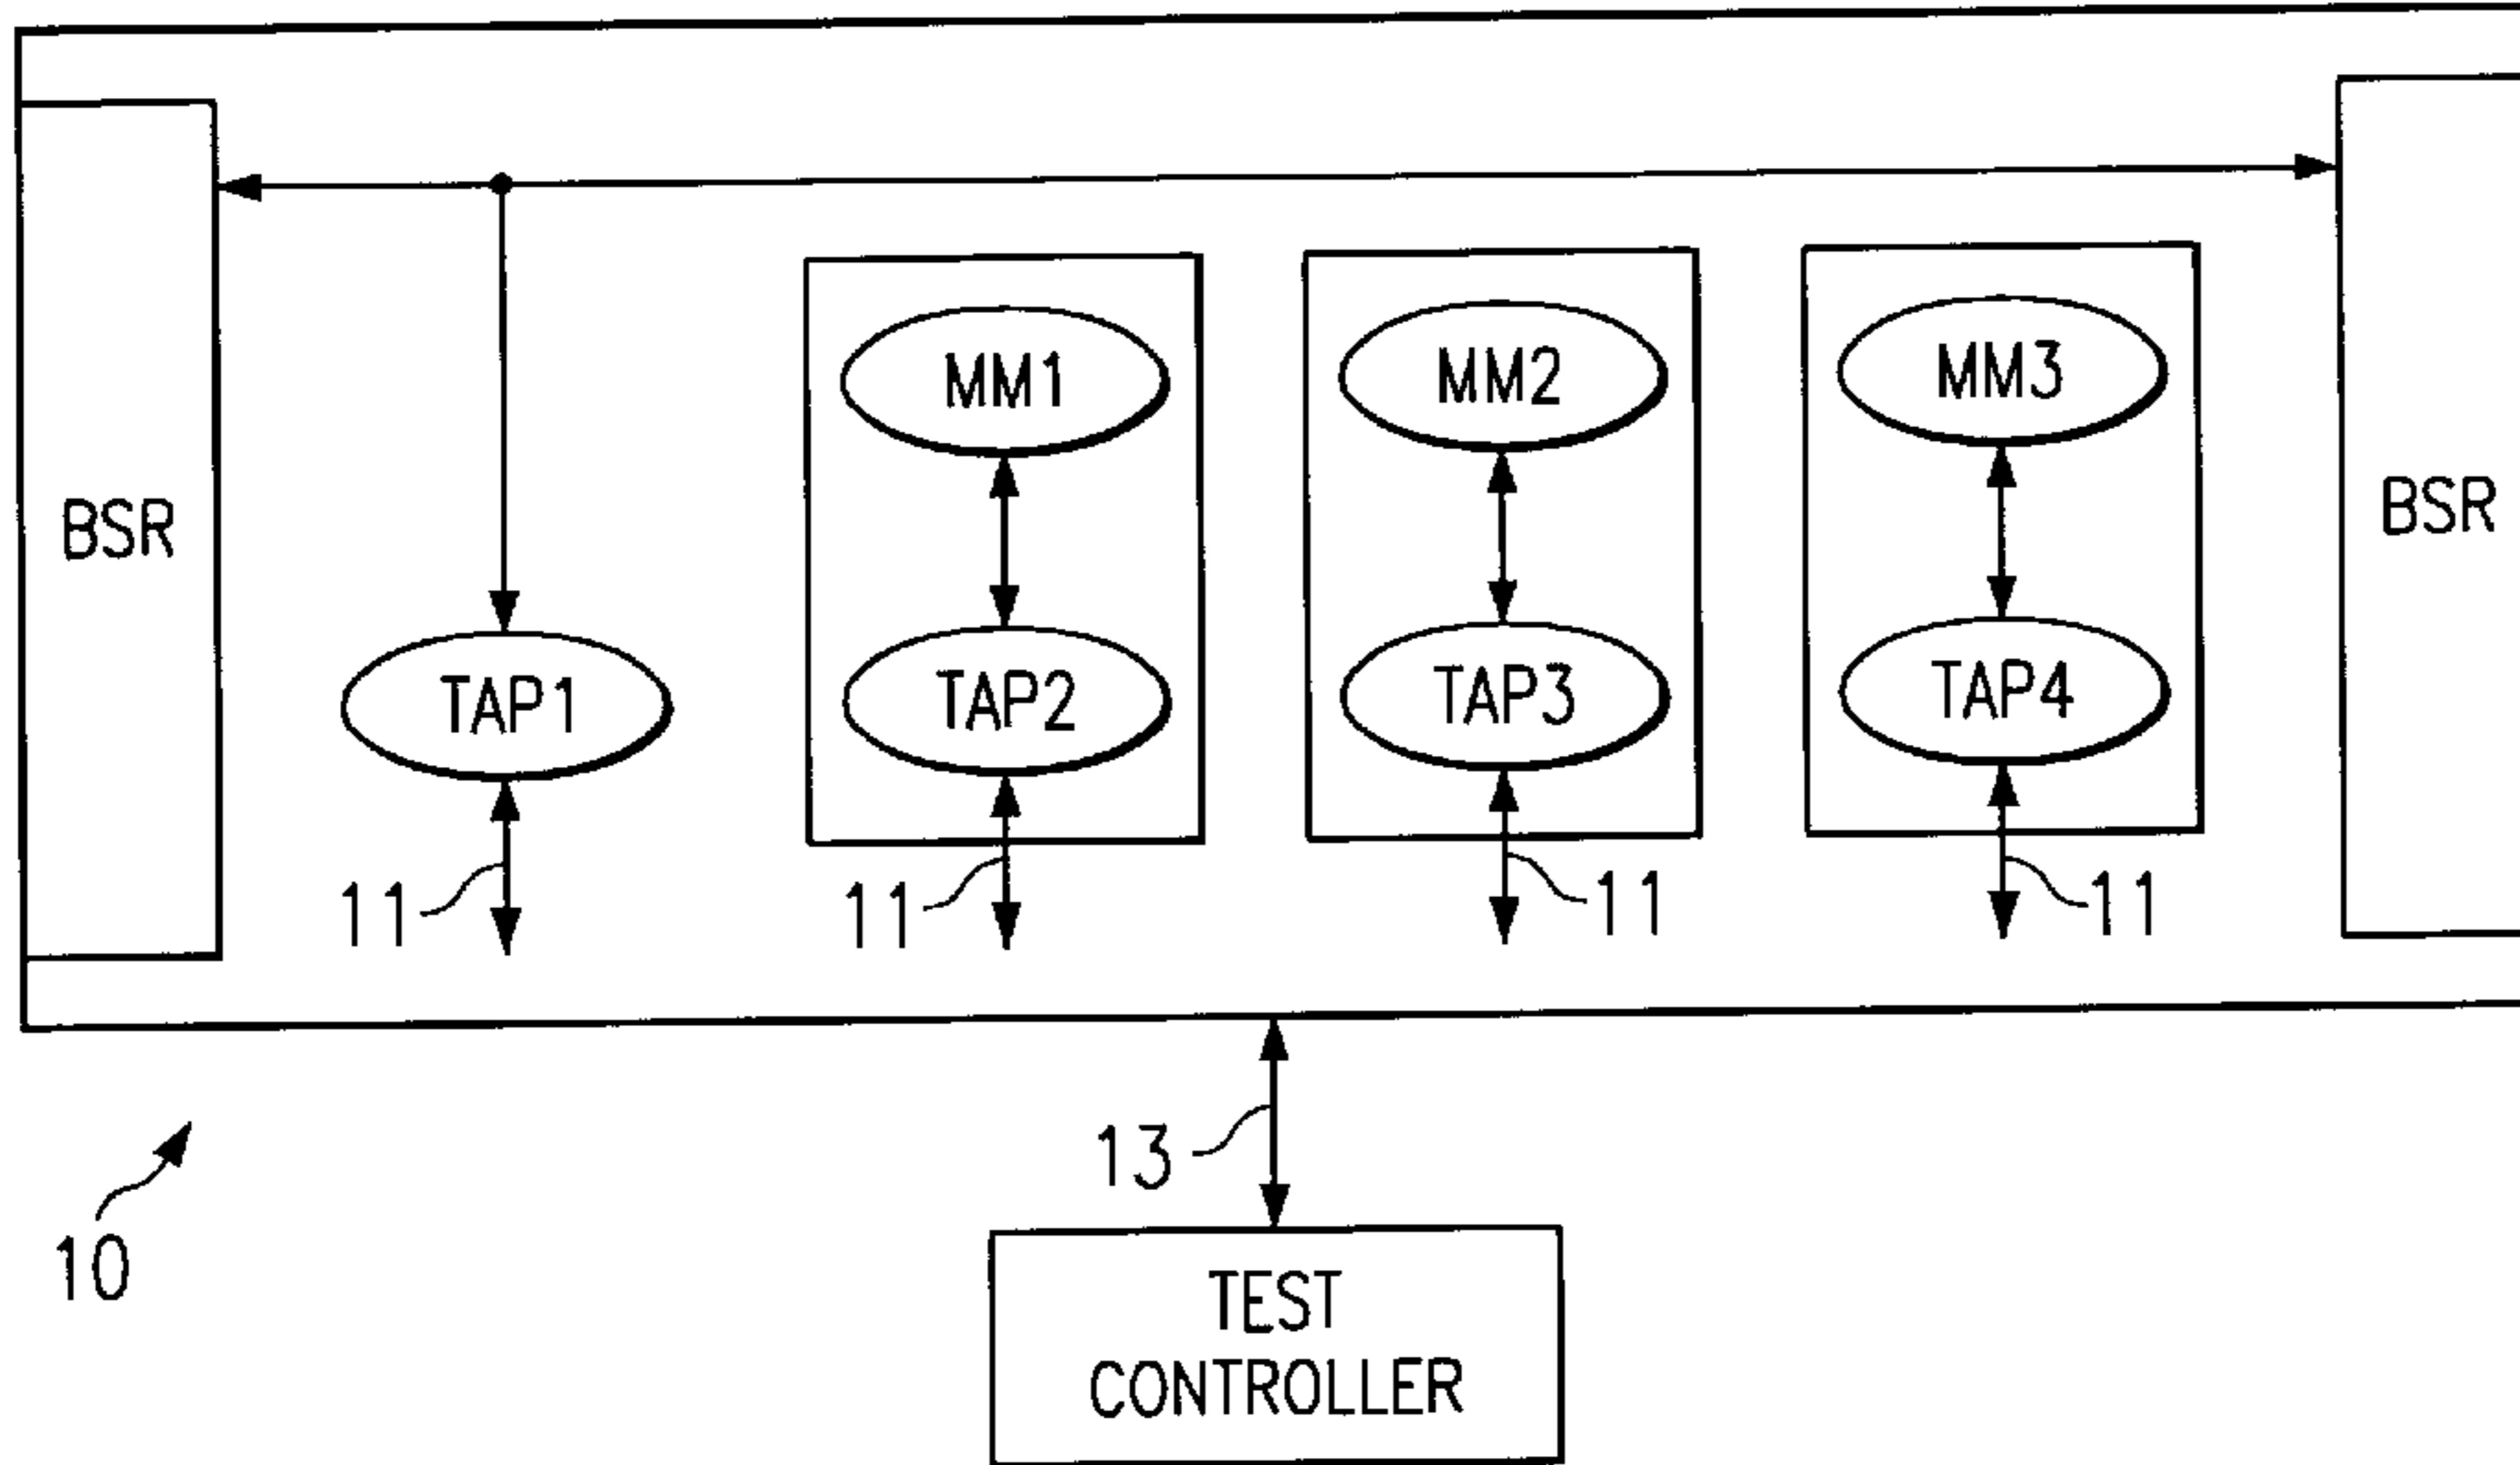 MM1
MM2
MM3
BSR
BSR
TAP1
TAP2
TAP3
TAP4
11
11
11
11
13
10
TEST
CONTROLLER